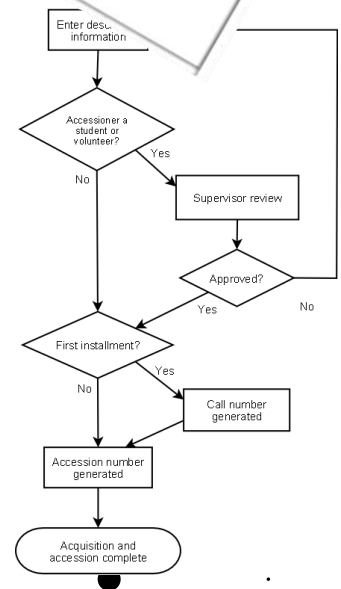 Enter
information
Accessioner a
student or
volunteer?
Yes
No
Supervisor review
Approved?
Yes
No
First installment?
Yes
No
Call number
generated
Accession number
generated
Acquisition and
accession complete